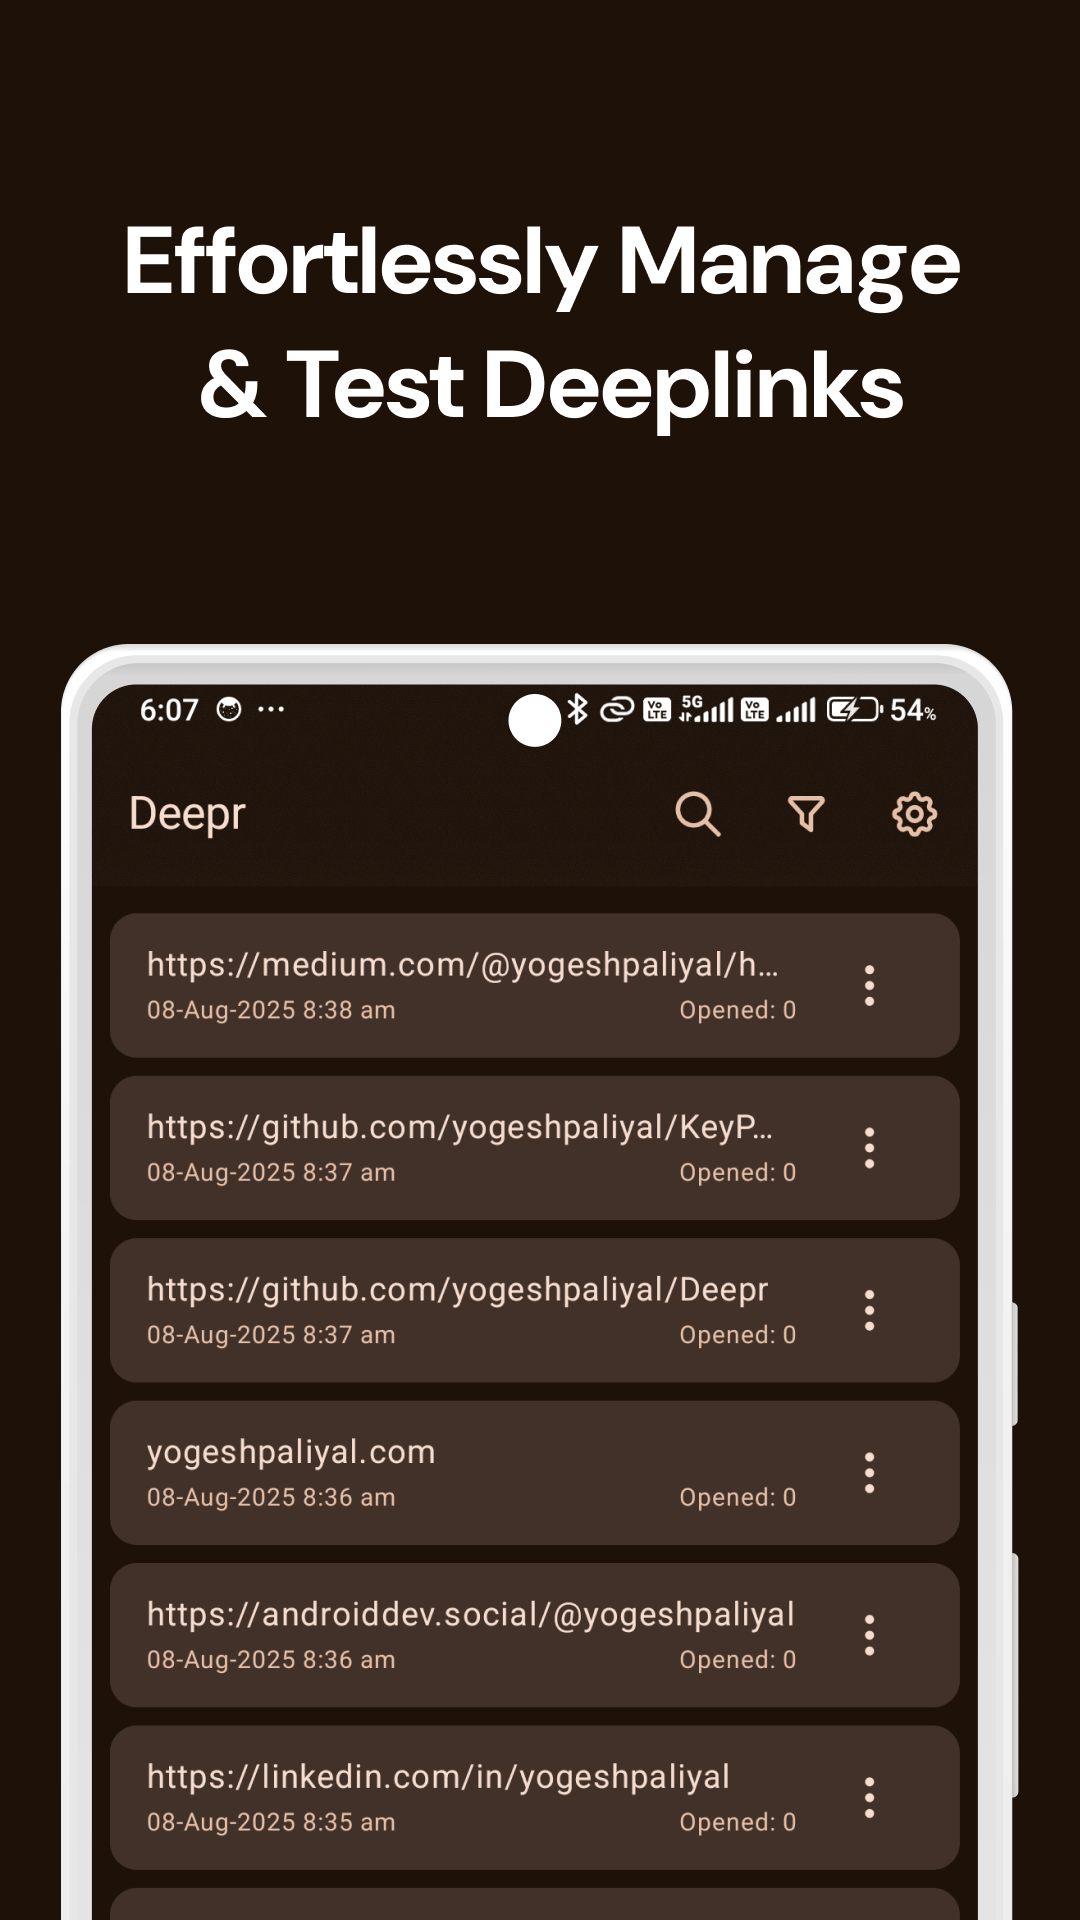 Effortlessly Manage
& Test Deeplinks
6:07 ... Vo LTE 5G Vo LTE 54%
Deepr
https://medium.com/@yogeshpaliyal/h...
08-Aug-2025 8:38 am Opened: 0
https://github.com/yogeshpaliyal/KeyP...
08-Aug-2025 8:37 am Opened: 0
https://github.com/yogeshpaliyal/Deepr
08-Aug-2025 8:37 am Opened: 0
yogeshpaliyal.com
08-Aug-2025 8:36 am Opened: 0
https://androiddev.social/@yogeshpaliyal
08-Aug-2025 8:36 am Opened: 0
https://linkedin.com/in/yogeshpaliyal
08-Aug-2025 8:35 am Opened: 0